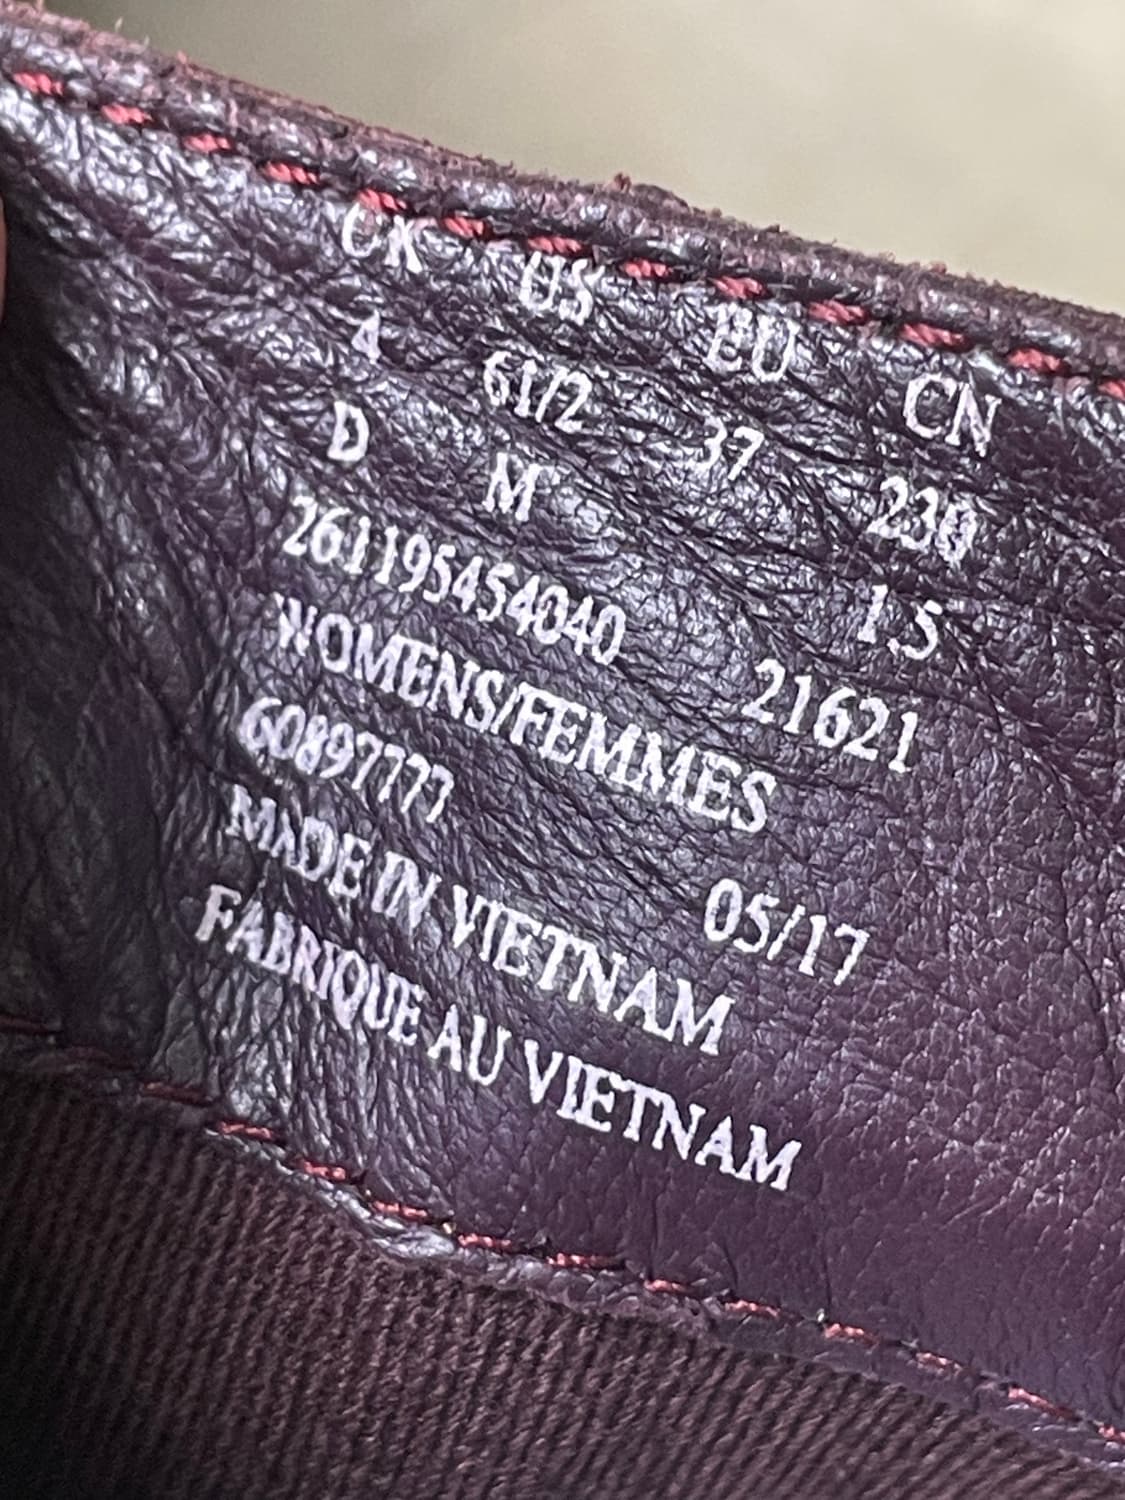 UK US EU CN
4 61/2 37 230
D M 1.5
261195454040 21621
WOMENS/FEMMES
60897777 05/17
MADE IN VIETNAM
FABRIQUE AU VIETNAM